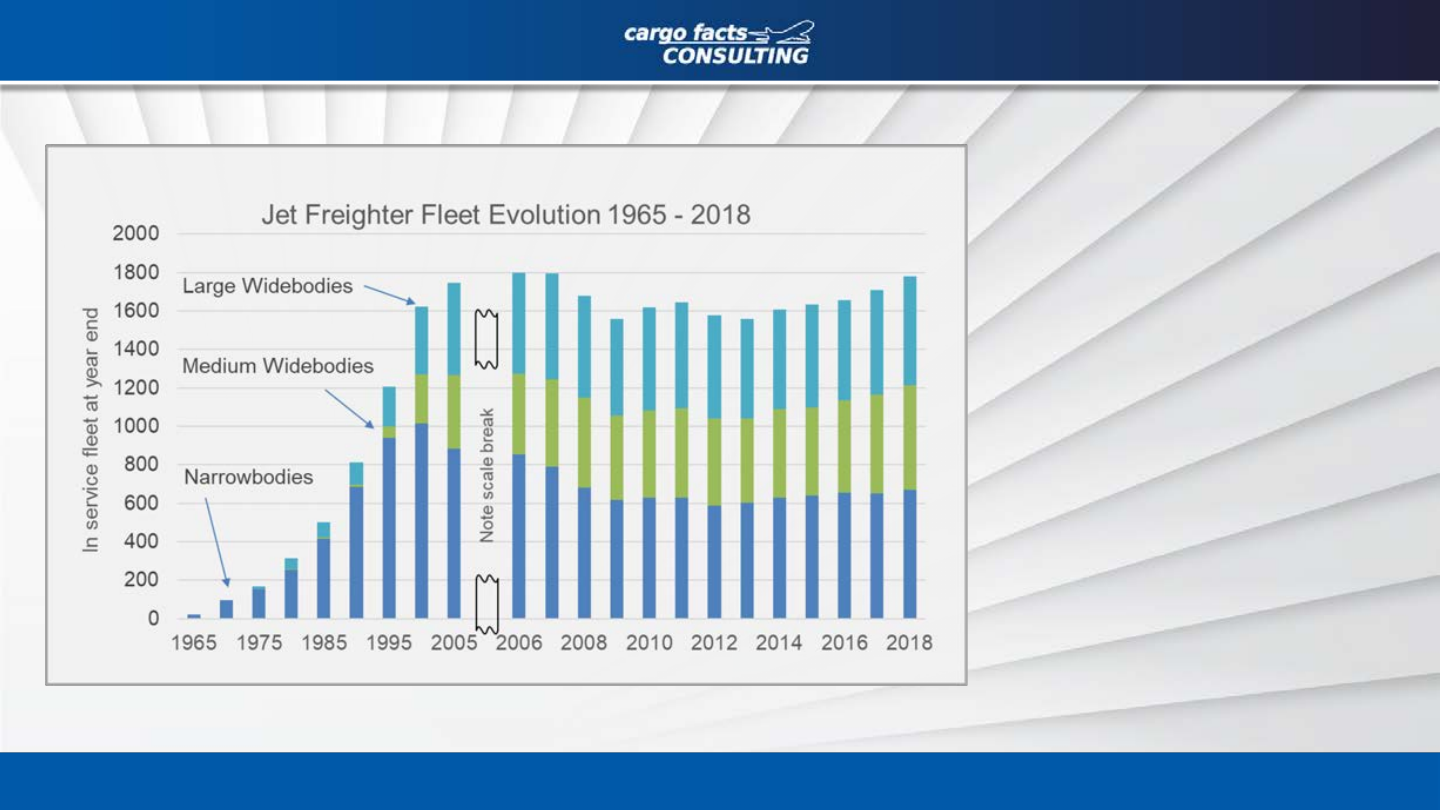 cargo facts
CONSULTING
Jet Freighter Fleet Evolution 1965 - 2018
In service fleet at year end
2000
1800
1600
1400
1200
1000
800
600
400
200
0
Large Widebodies
Medium Widebodies
Narrowbodies
Note scale break
1965 1975 1985 1995 2005 2006 2008 2010 2012 2014 2016 2018